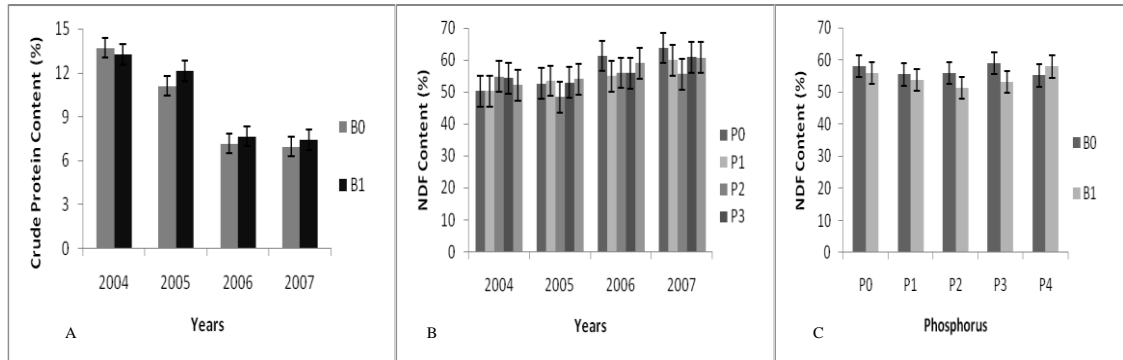 Crude Protein Content (%)
15
12
9
6
3
0
2004 2005 2006 2007
Years
B0
B1
A
NDF Content (%)
70
60
50
40
30
20
10
0
2004 2005 2006 2007
Years
P0
P1
P2
P3
B
NDF Content (%)
70
60
50
40
30
20
10
0
P0 P1 P2 P3 P4
Phosphorus
B0
B1
C